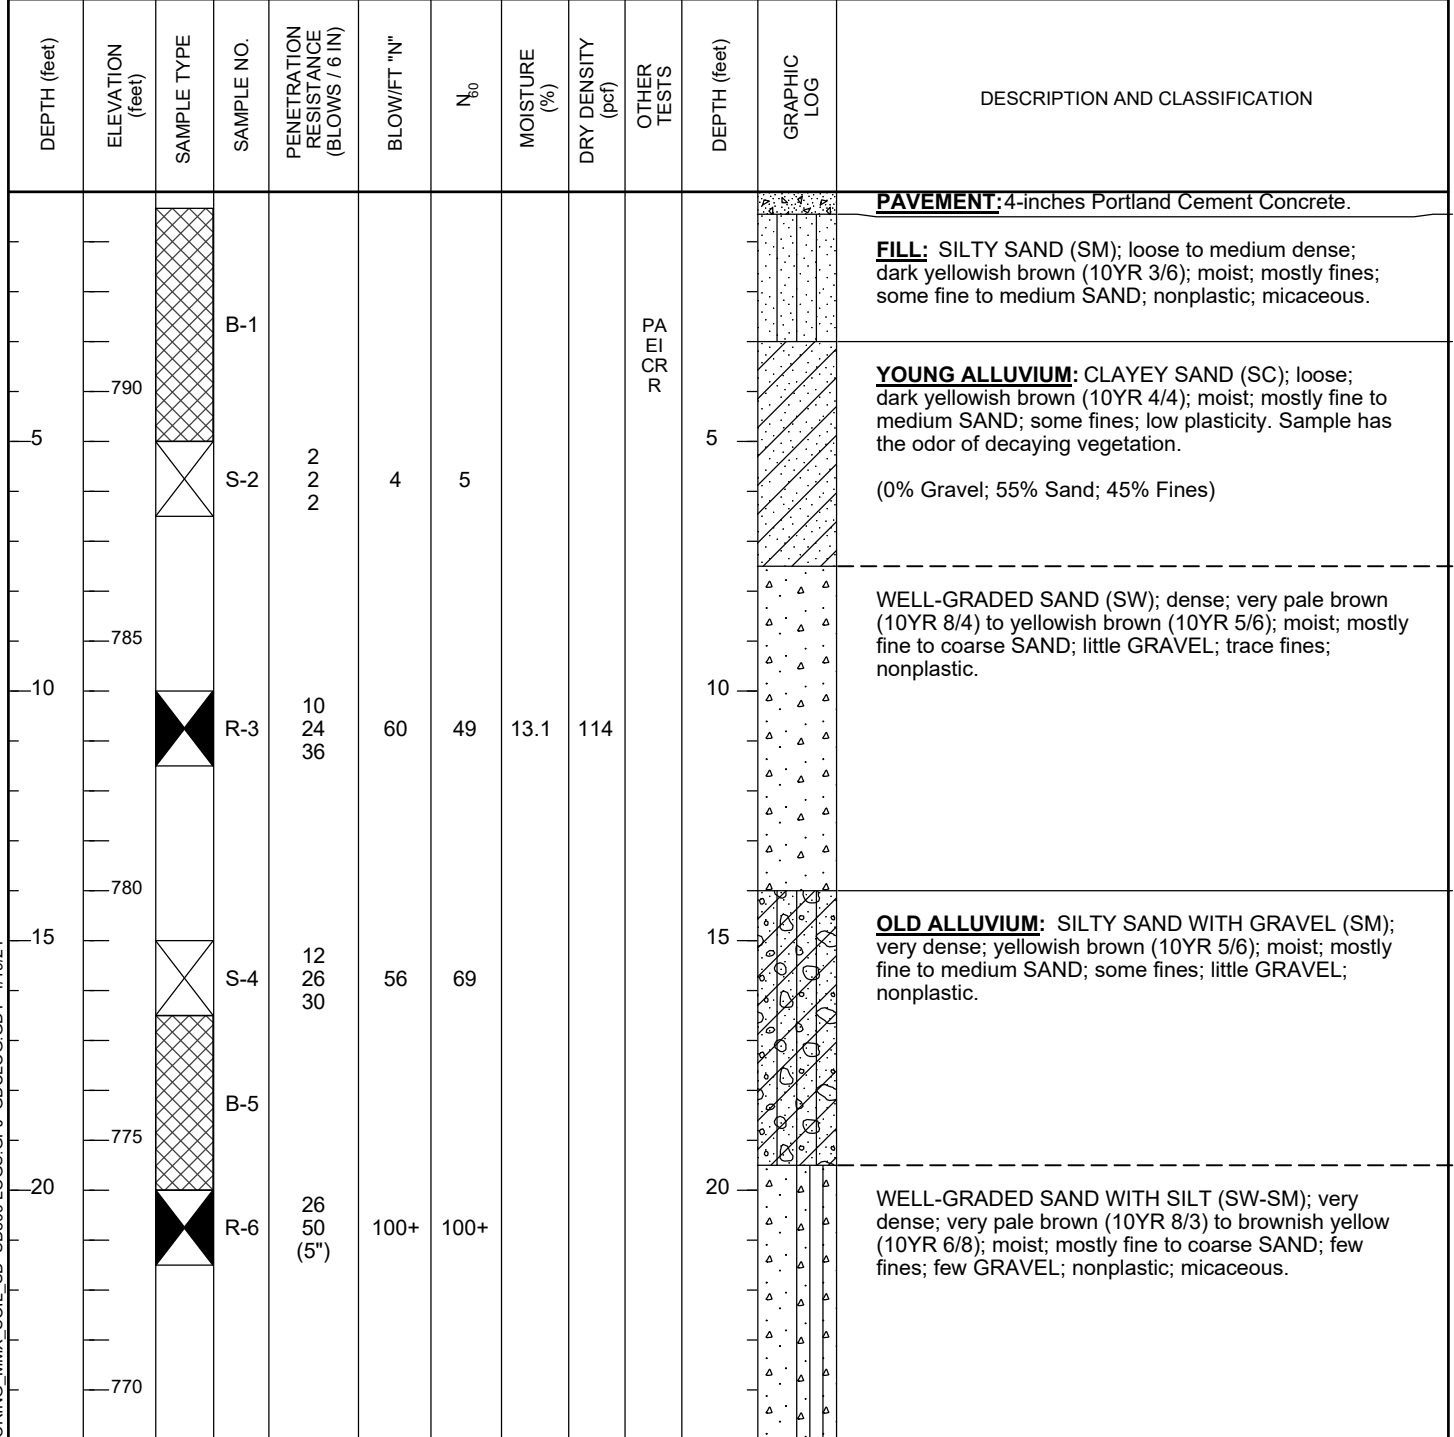 DEPTH (feet)
ELEVATION
(feet)
SAMPLE TYPE
SAMPLE NO.
PENETRATION
RESISTANCE
(BLOWS / 6 IN)
BLOW/FT "N"
N60
MOISTURE
(%)
DRY DENSITY
(pcf)
OTHER
TESTS
DEPTH (feet)
GRAPHIC
LOG
DESCRIPTION AND CLASSIFICATION
PAVEMENT: 4-inches Portland Cement Concrete.
FILL: SILTY SAND (SM); loose to medium dense;
dark yellowish brown (10YR 3/6); moist; mostly fines;
some fine to medium SAND; nonplastic; micaceous.
B-1
PA
EI
CR
R
790
YOUNG ALLUVIUM: CLAYEY SAND (SC); loose;
dark yellowish brown (10YR 4/4); moist; mostly fine to
medium SAND; some fines; low plasticity. Sample has
the odor of decaying vegetation.
(0% Gravel; 55% Sand; 45% Fines)
5
5
S-2
2
2
2
4
5
785
WELL-GRADED SAND (SW); dense; very pale brown
(10YR 8/4) to yellowish brown (10YR 5/6); moist; mostly
fine to coarse SAND; little GRAVEL; trace fines;
nonplastic.
10
10
R-3
10
24
36
60
49
13.1
114
780
OLD ALLUVIUM: SILTY SAND WITH GRAVEL (SM);
very dense; yellowish brown (10YR 5/6); moist; mostly
fine to medium SAND; some fines; little GRAVEL;
nonplastic.
15
15
S-4
12
26
30
56
69
B-5
775
20
20
WELL-GRADED SAND WITH SILT (SW-SM); very
dense; very pale brown (10YR 8/3) to brownish yellow
(10YR 6/8); moist; mostly fine to coarse SAND; few
fines; few GRAVEL; nonplastic; micaceous.
R-6
26
50
(5")
100+
100+
770